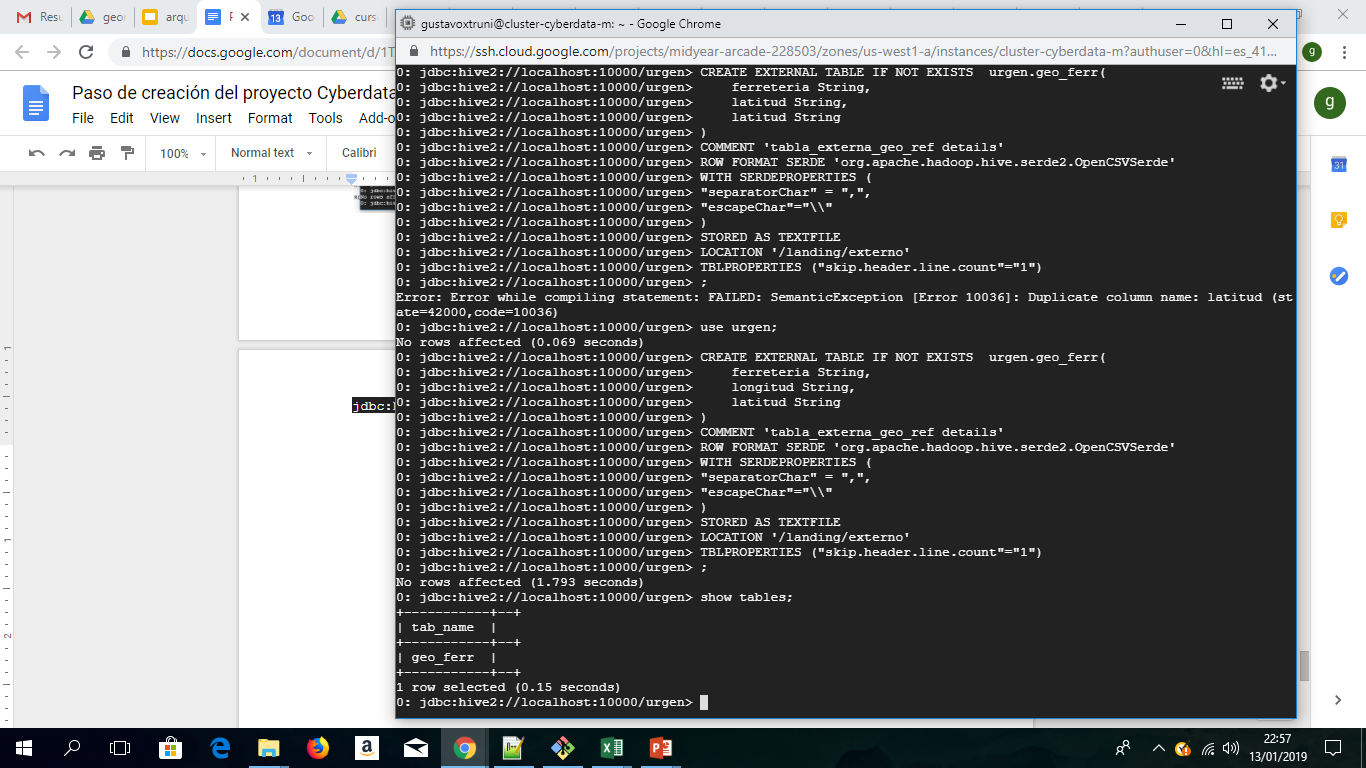 Resu
geor
arqu
P
Goo
curs
gustavoxtruni@cluster-cyberdata-m: ~ - Google Chrome
https://docs.google.com/document/d/1T
https://ssh.cloud.google.com/projects/midyear-arcade-228503/zones/us-west1-a/instances/cluster-cyberdata-m?authuser=0&hl=es_41...
g
Paso de creación del proyecto Cyberdata
g
File Edit View Insert Format Tools Add-o
100% Normal text Calibri
0: jdbc:hive2://localhost:10000/urgen> CREATE EXTERNAL TABLE IF NOT EXISTS  urgen.geo_ferr(
0: jdbc:hive2://localhost:10000/urgen>     ferreteria String,
0: jdbc:hive2://localhost:10000/urgen>     latitud String,
0: jdbc:hive2://localhost:10000/urgen>     latitud String
0: jdbc:hive2://localhost:10000/urgen> )
0: jdbc:hive2://localhost:10000/urgen> COMMENT 'tabla_externa_geo_ref details'
0: jdbc:hive2://localhost:10000/urgen> ROW FORMAT SERDE 'org.apache.hadoop.hive.serde2.OpenCSVSerde'
0: jdbc:hive2://localhost:10000/urgen> WITH SERDEPROPERTIES (
0: jdbc:hive2://localhost:10000/urgen> "separatorChar" = ",",
0: jdbc:hive2://localhost:10000/urgen> "escapeChar"="\\"
0: jdbc:hive2://localhost:10000/urgen> )
0: jdbc:hive2://localhost:10000/urgen> STORED AS TEXTFILE
0: jdbc:hive2://localhost:10000/urgen> LOCATION '/landing/externo'
0: jdbc:hive2://localhost:10000/urgen> TBLPROPERTIES ("skip.header.line.count"="1")
0: jdbc:hive2://localhost:10000/urgen> ;
Error: Error while compiling statement: FAILED: SemanticException [Error 10036]: Duplicate column name: latitud (st
ate=42000,code=10036)
0: jdbc:hive2://localhost:10000/urgen> use urgen;
No rows affected (0.069 seconds)
0: jdbc:hive2://localhost:10000/urgen> CREATE EXTERNAL TABLE IF NOT EXISTS  urgen.geo_ferr(
0: jdbc:hive2://localhost:10000/urgen>     ferreteria String,
0: jdbc:hive2://localhost:10000/urgen>     longitud String,
0: jdbc:hive2://localhost:10000/urgen>     latitud String
0: jdbc:hive2://localhost:10000/urgen> )
0: jdbc:hive2://localhost:10000/urgen> COMMENT 'tabla_externa_geo_ref details'
0: jdbc:hive2://localhost:10000/urgen> ROW FORMAT SERDE 'org.apache.hadoop.hive.serde2.OpenCSVSerde'
0: jdbc:hive2://localhost:10000/urgen> WITH SERDEPROPERTIES (
0: jdbc:hive2://localhost:10000/urgen> "separatorChar" = ",",
0: jdbc:hive2://localhost:10000/urgen> "escapeChar"="\\"
0: jdbc:hive2://localhost:10000/urgen> )
0: jdbc:hive2://localhost:10000/urgen> STORED AS TEXTFILE
0: jdbc:hive2://localhost:10000/urgen> LOCATION '/landing/externo'
0: jdbc:hive2://localhost:10000/urgen> TBLPROPERTIES ("skip.header.line.count"="1")
0: jdbc:hive2://localhost:10000/urgen> ;
No rows affected (1.793 seconds)
0: jdbc:hive2://localhost:10000/urgen> show tables;
+-----------+--+
| tab_name  |
+-----------+--+
| geo_ferr  |
+-----------+--+
1 row selected (0.15 seconds)
0: jdbc:hive2://localhost:10000/urgen>
jdbc:
22:57
13/01/2019